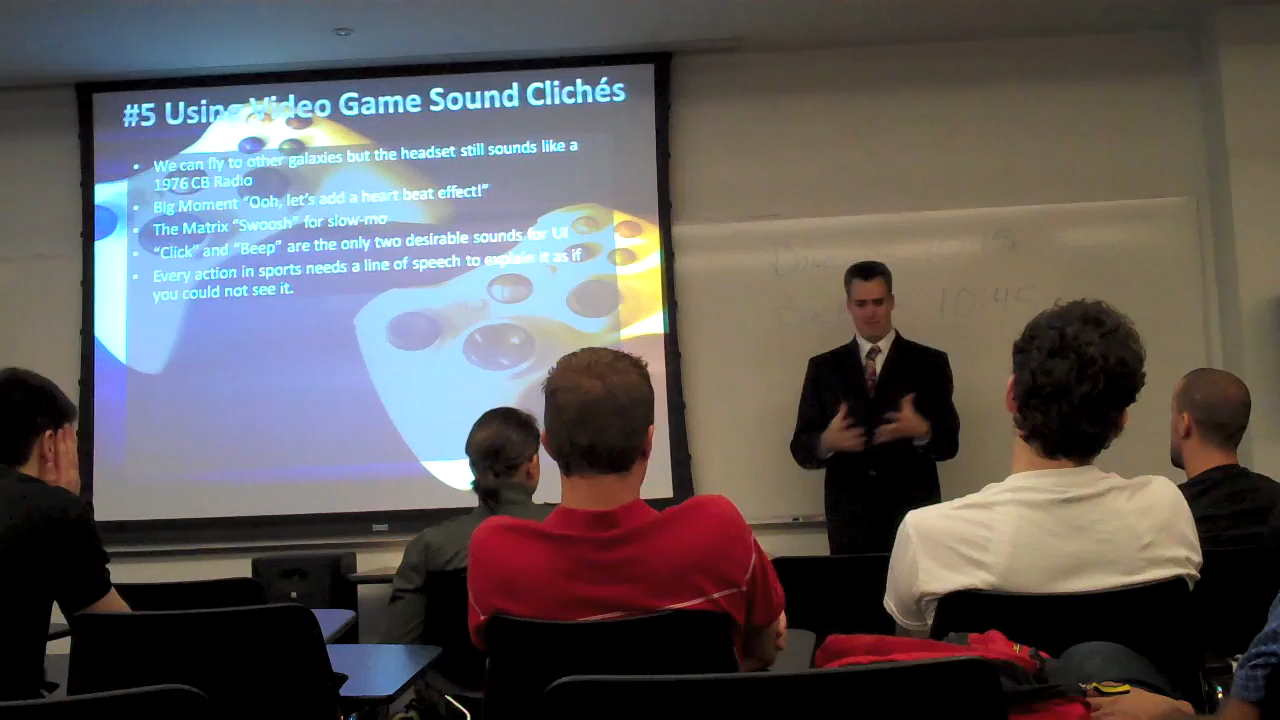 #5 Using Video Game Sound Clichés
• We can fly to other galaxies but the headset still sounds like a
1976 CB Radio
• Big Moment “Ooh, let’s add a heart beat effect!”
• The Matrix “Swoosh” for slow-mo
• “Click” and “Beep” are the only two desirable sounds for UI
• Every action in sports needs a line of speech to explain it as if
you could not see it.
10:45